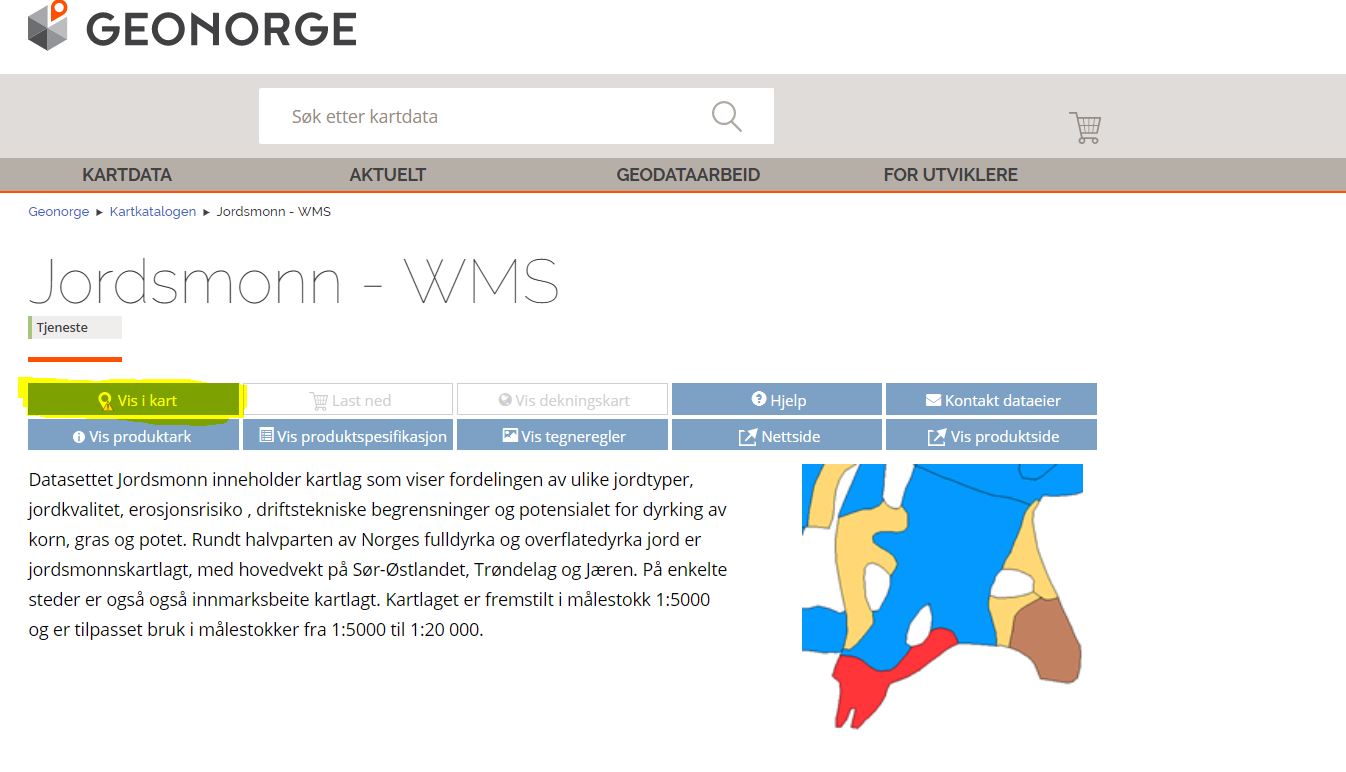 GEONORGE
Søk etter kartdata
KARTDATA AKTUELT GEODATAARBEID FOR UTVIKLERE
Geonorge ▸ Kartkatalogen ▸ Jordsmonn - WMS
Jordsmonn - WMS
Tjeneste
Vis i kart Last ned Vis dekningskart Hjelp Kontakt dataeier
Vis produktark Vis produktspesifikasjon Vis tegneregler Nettside Vis produktside
Datasettet Jordsmonn inneholder kartlag som viser fordelingen av ulike jordtyper,
jordkvalitet, erosjonsrisiko , driftstekniske begrensninger og potensialet for dyrking av
korn, gras og potet. Rundt halvparten av Norges fulldyrka og overflatedyrka jord er
jordsmonnskartlagt, med hovedvekt på Sør-Østlandet, Trøndelag og Jæren. På enkelte
steder er også også innmarksbeite kartlagt. Kartlaget er fremstilt i målestokk 1:5000
og er tilpasset bruk i målestokker fra 1:5000 til 1:20 000.